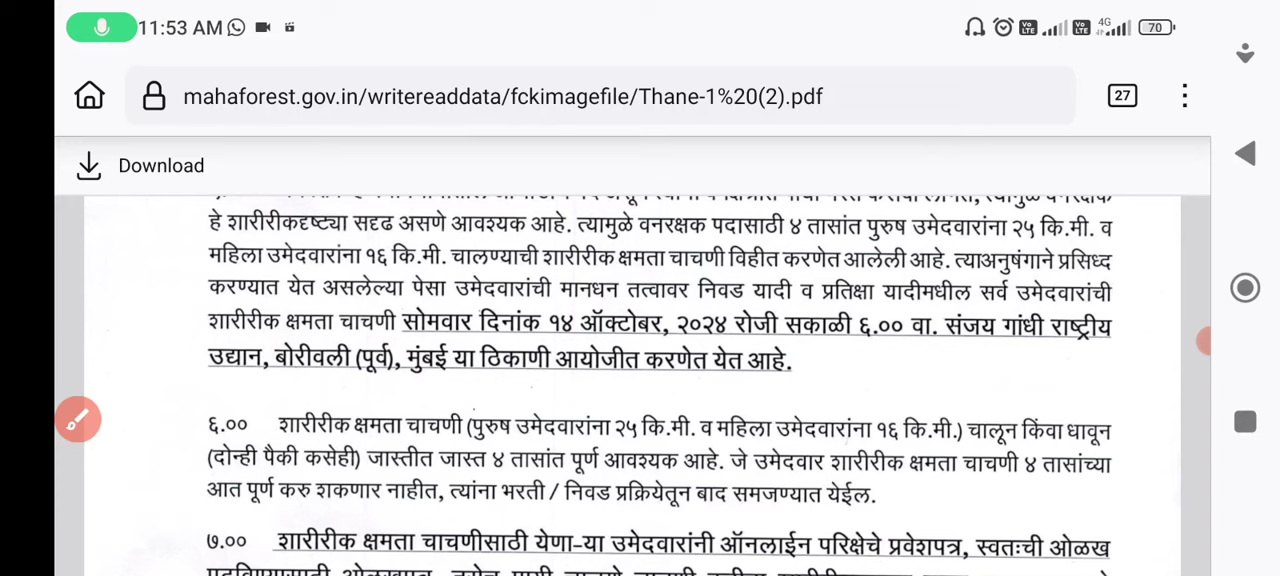 11:53 AM
4G
70
mahaforest.gov.in/writereaddata/fckimagefile/Thane-1%20(2).pdf
27
Download
हे शारीरीकदृष्ट्या सदृढ असणे आवश्यक आहे. त्यामुळे वनरक्षक पदासाठी ४ तासांत पुरुष उमेदवारांना २५ कि.मी. व
महिला उमेदवारांना १६ कि.मी. चालण्याची शारीरीक क्षमता चाचणी विहीत करणेत आलेली आहे. त्याअनुषंगाने प्रसिध्द
करण्यात येत असलेल्या पेसा उमेदवारांची मानधन तत्वावर निवड यादी व प्रतिक्षा यादीमधील सर्व उमेदवारांची
शारीरीक क्षमता चाचणी सोमवार दिनांक १४ ऑक्टोबर, २०२४ रोजी सकाळी ६.०० वा. संजय गांधी राष्ट्रीय
उद्यान, बोरीवली (पूर्व), मुंबई या ठिकाणी आयोजीत करणेत येत आहे.
६.०० शारीरीक क्षमता चाचणी (पुरुष उमेदवारांना २५ कि.मी. व महिला उमेदवारांना १६ कि.मी.) चालून किंवा धावून
(दोन्ही पैकी कसेही) जास्तीत जास्त ४ तासांत पूर्ण आवश्यक आहे. जे उमेदवार शारीरीक क्षमता चाचणी ४ तासांच्या
आत पूर्ण करु शकणार नाहीत, त्यांना भरती / निवड प्रक्रियेतून बाद समजण्यात येईल.
७.०० शारीरीक क्षमता चाचणीसाठी येणा-या उमेदवारांनी ऑनलाईन परिक्षेचे प्रवेशपत्र, स्वतःची ओळख